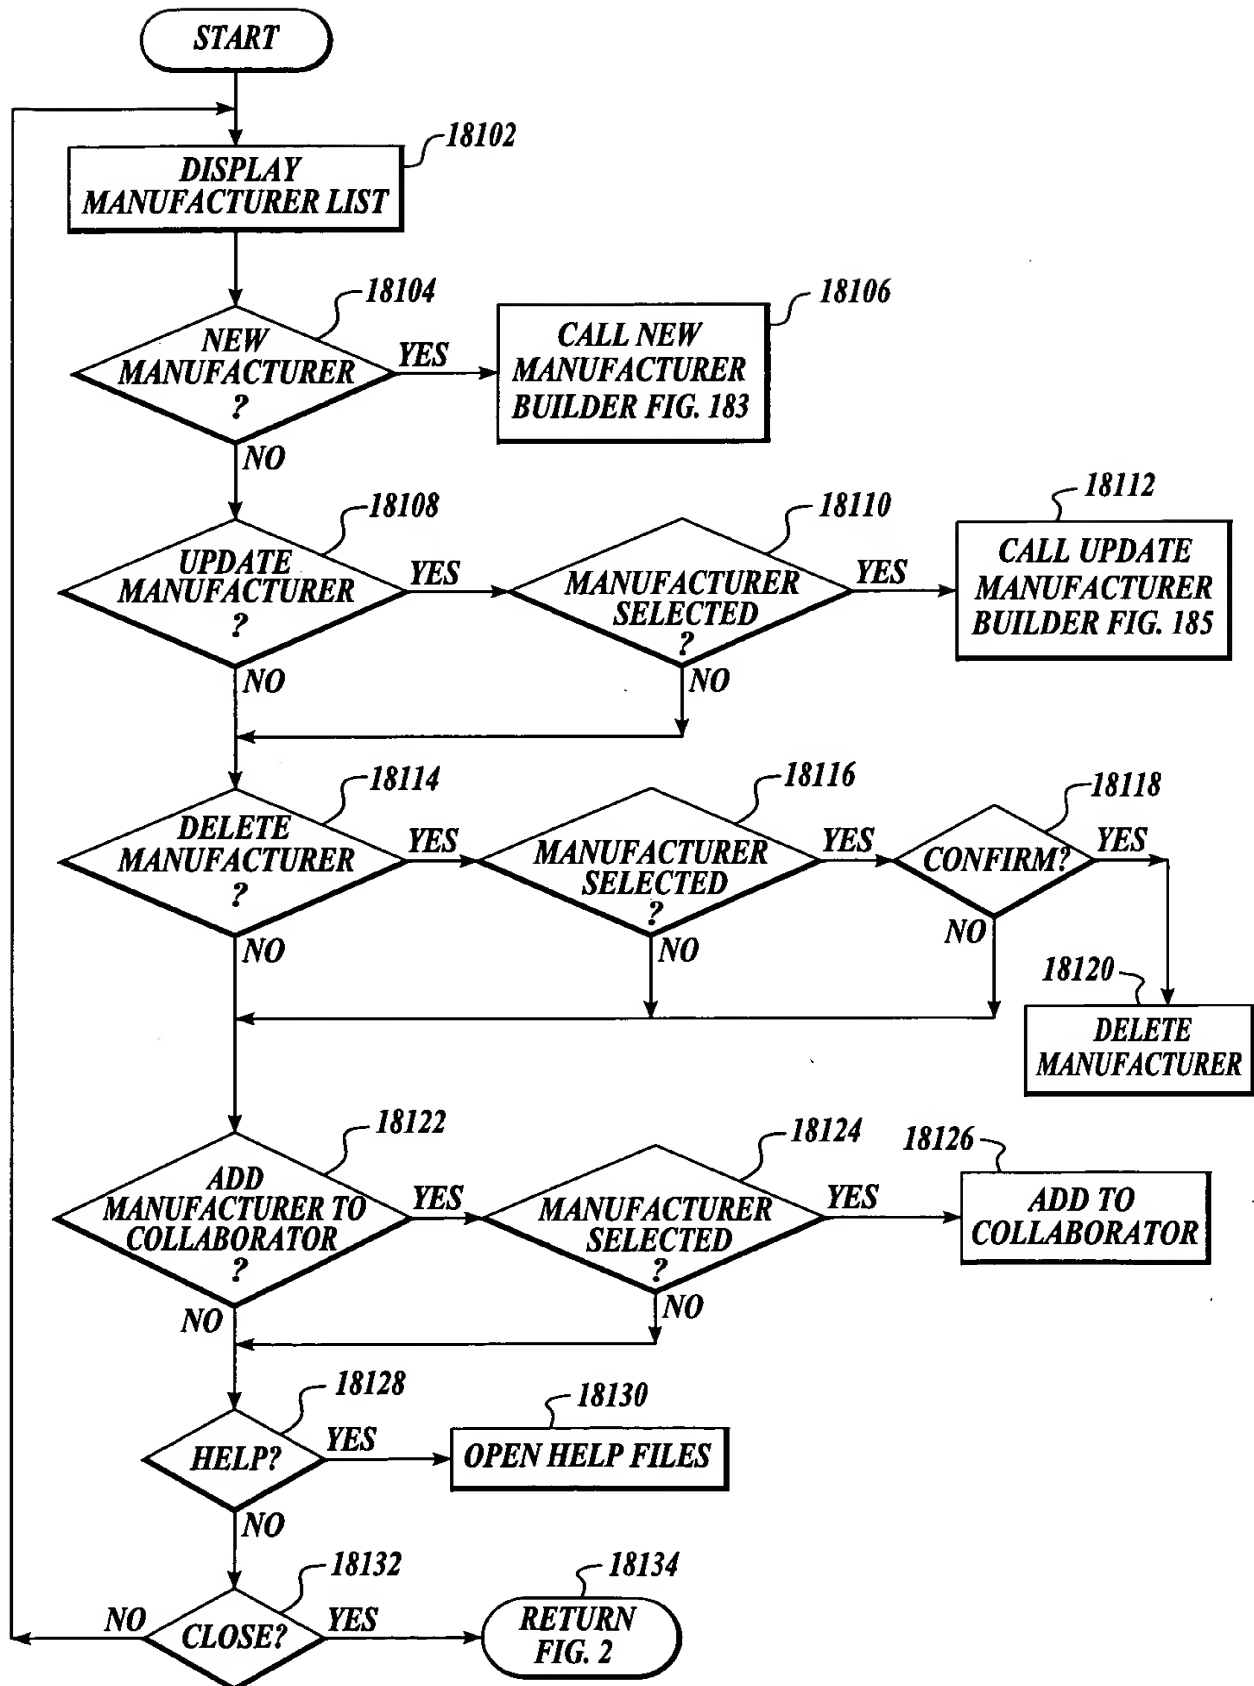 START
18102
DISPLAY
MANUFACTURER LIST
18104
NEW
MANUFACTURER
?
YES
NO
18106
CALL NEW
MANUFACTURER
BUILDER FIG. 183
18108
UPDATE
MANUFACTURER
?
YES
NO
18110
MANUFACTURER
SELECTED
?
YES
NO
18112
CALL UPDATE
MANUFACTURER
BUILDER FIG. 185
18114
DELETE
MANUFACTURER
?
YES
NO
18116
MANUFACTURER
SELECTED
?
YES
NO
18118
CONFIRM?
YES
NO
18120
DELETE
MANUFACTURER
18122
ADD
MANUFACTURER TO
COLLABORATOR
?
YES
NO
18124
MANUFACTURER
SELECTED
?
YES
NO
18126
ADD TO
COLLABORATOR
18128
HELP?
YES
NO
18130
OPEN HELP FILES
18132
CLOSE?
NO
YES
18134
RETURN
FIG. 2